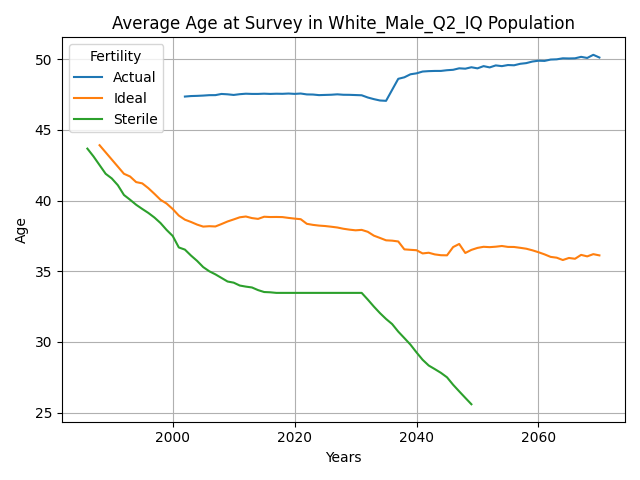 Average Age at Survey in White_Male_Q2_IQ Population
Fertility
Actual
Ideal
Sterile
Age
50
45
40
35
30
25
2000
2020
2040
2060
Years